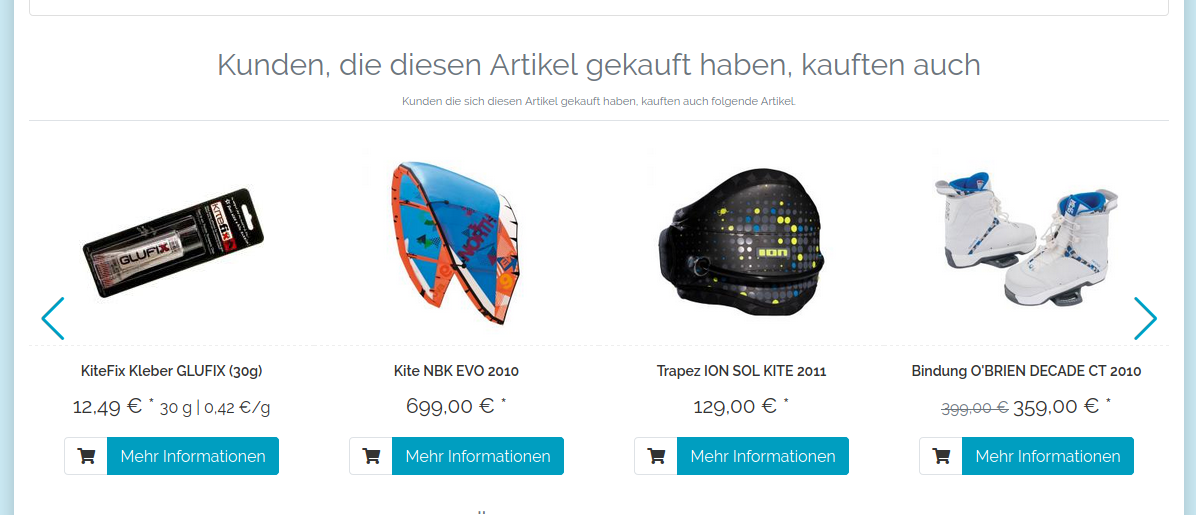 Kunden, die diesen Artikel gekauft haben, kauften auch
Kunden die sich diesen Artikel gekauft haben, kauften auch folgende Artikel.
Kitefix
GLUFIX
NORTH
ION
KiteFix Kleber GLUFIX (30g)
Kite NBK EVO 2010
Trapez ION SOL KITE 2011
Bindung O'BRIEN DECADE CT 2010
12,49 € * 30 g | 0,42 €/g
699,00 € *
129,00 € *
399,00 € 359,00 € *
Mehr Informationen
Mehr Informationen
Mehr Informationen
Mehr Informationen